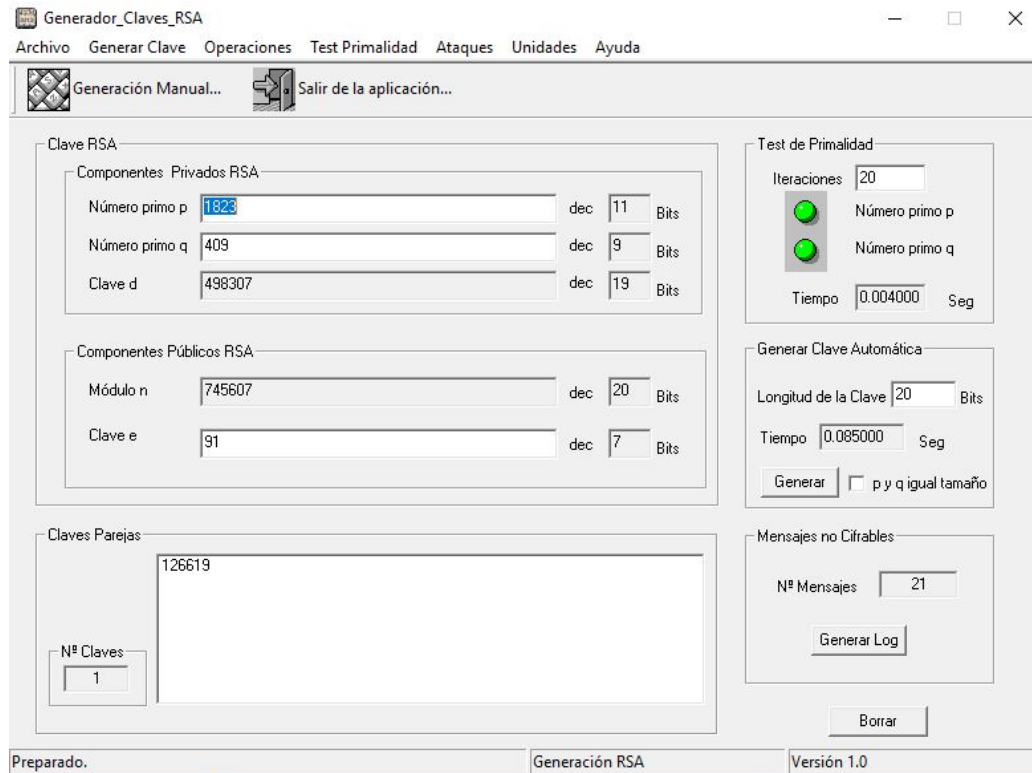 Generador_Claves_RSA
Archivo Generar Clave Operaciones Test Primalidad Ataques Unidades Ayuda
Generación Manual... Salir de la aplicación...
Clave RSA
Componentes Privados RSA
Número primo p 1823 dec 11 Bits
Número primo q 409 dec 9 Bits
Clave d 498307 dec 19 Bits
Componentes Públicos RSA
Módulo n 745607 dec 20 Bits
Clave e 91 dec 7 Bits
Claves Parejas
126619
Nº Claves
1
Test de Primalidad
Iteraciones 20
Número primo p
Número primo q
Tiempo 0.004000 Seg
Generar Clave Automática
Longitud de la Clave 20 Bits
Tiempo 0.085000 Seg
Generar p y q igual tamaño
Mensajes no Cifrables
Nº Mensajes 21
Generar Log
Borrar
Preparado. Generación RSA Versión 1.0